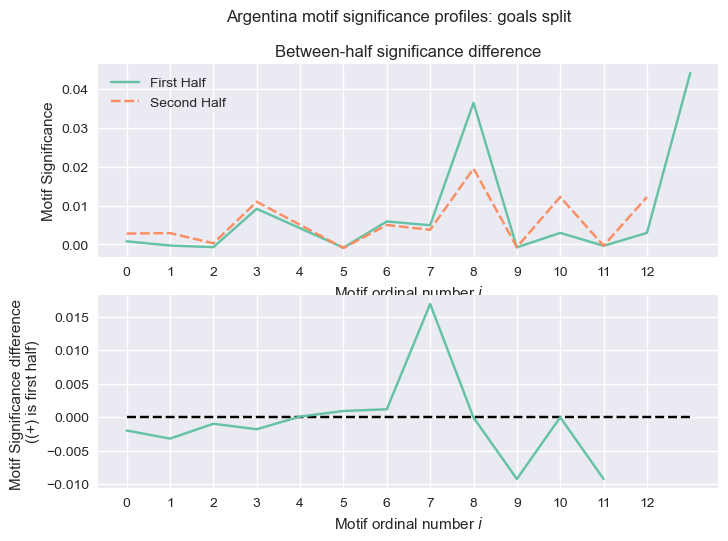 Argentina motif significance profiles: goals split
Between-half significance difference
First Half
Second Half
Motif Significance
0.04
0.03
0.02
0.01
0.00
0 1 2 3 4 5 6 7 8 9 10 11 12
Motif ordinal number i
Motif Significance difference
((+) is first half)
0.015
0.010
0.005
0.000
−0.005
−0.010
0 1 2 3 4 5 6 7 8 9 10 11 12
Motif ordinal number i